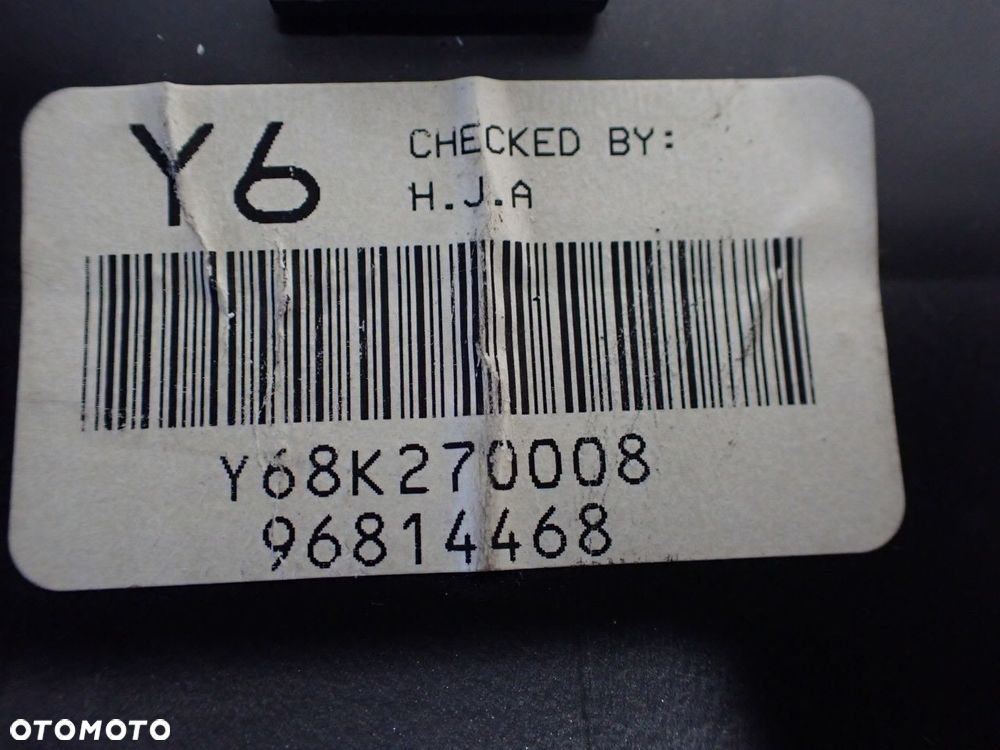 Y6
CHECKED BY:
H.J.A
Y68K270008
96814468
OTOMOTO